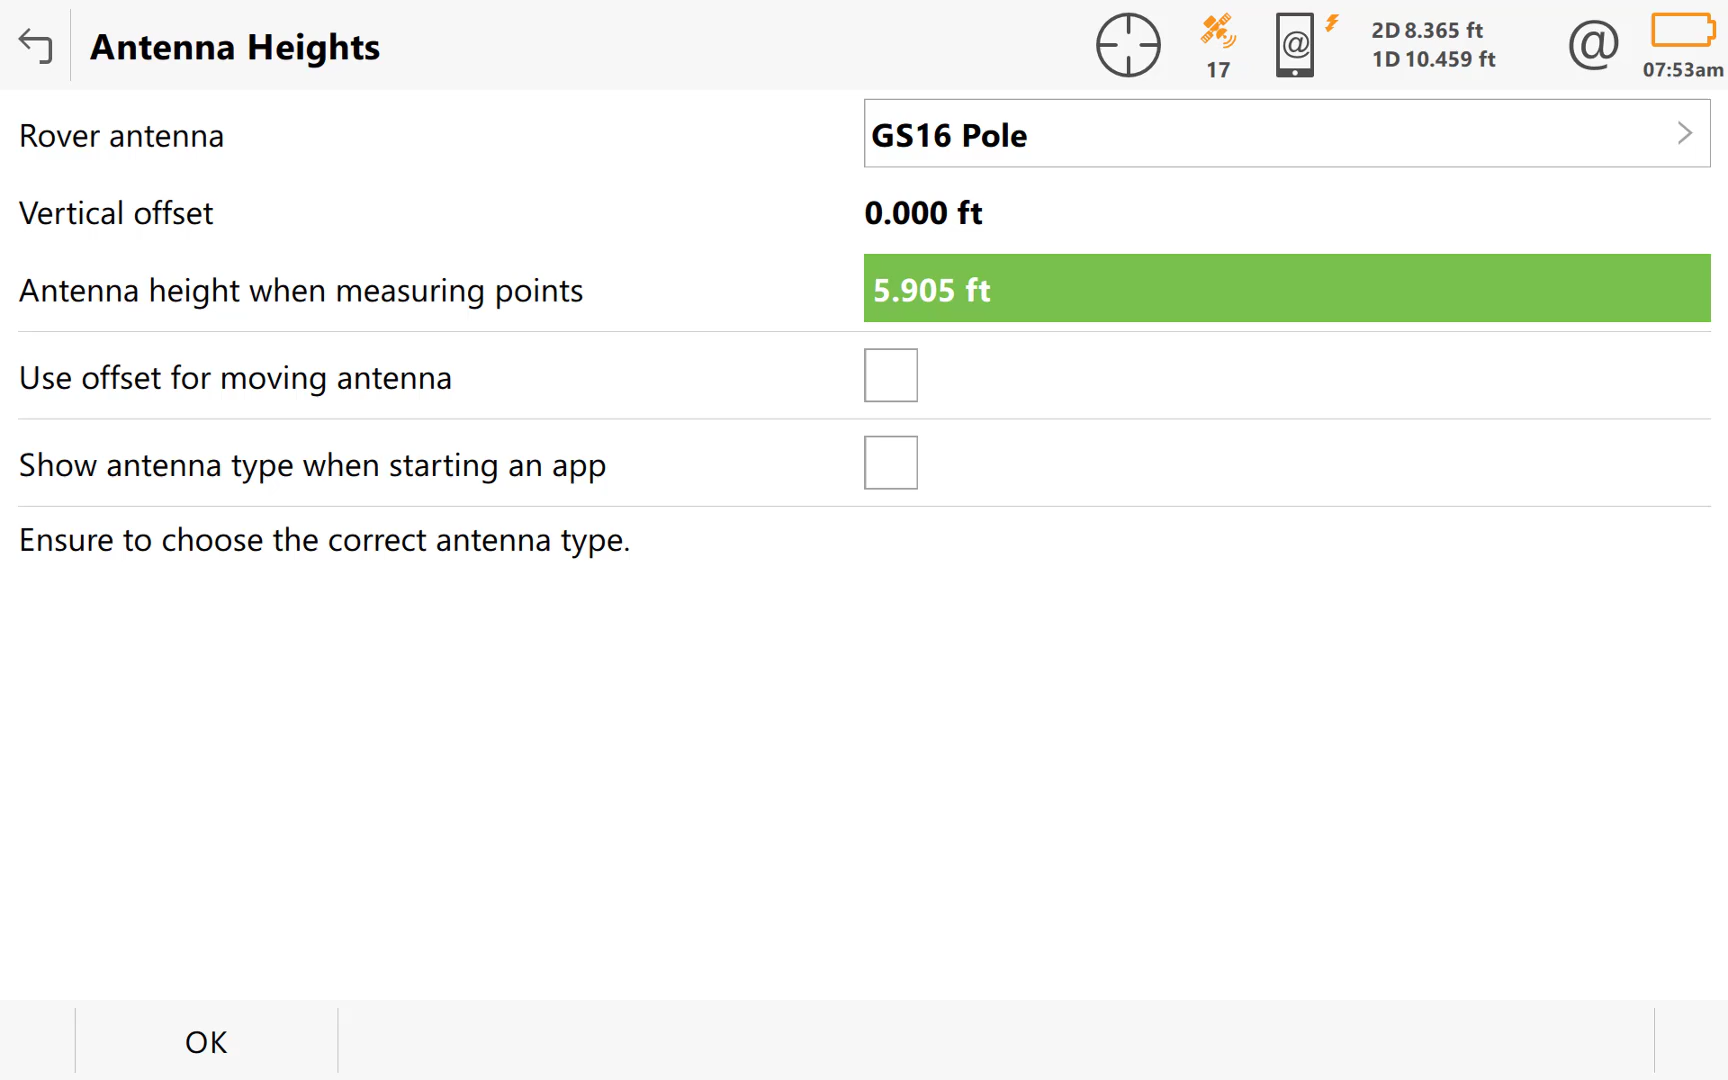 Antenna Heights
17
@
2D 8.365 ft
1D 10.459 ft
@
07:53am
Rover antenna
GS16 Pole
Vertical offset
0.000 ft
Antenna height when measuring points
5.905 ft
Use offset for moving antenna
Show antenna type when starting an app
Ensure to choose the correct antenna type.
OK